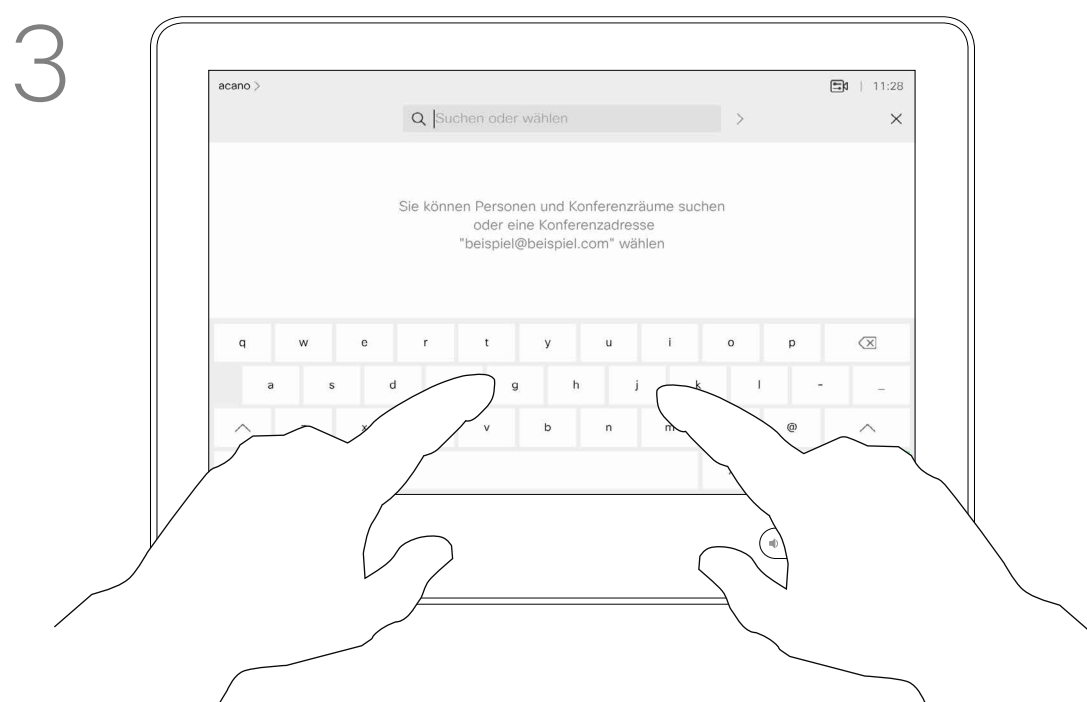 3
acano >
11:28
Suchen oder wählen
Sie können Personen und Konferenzräume suchen
oder eine Konferenzadresse
"beispiel@beispiel.com" wählen
q w e r t y u i o p
a s d g h j k l - _
v b n m @